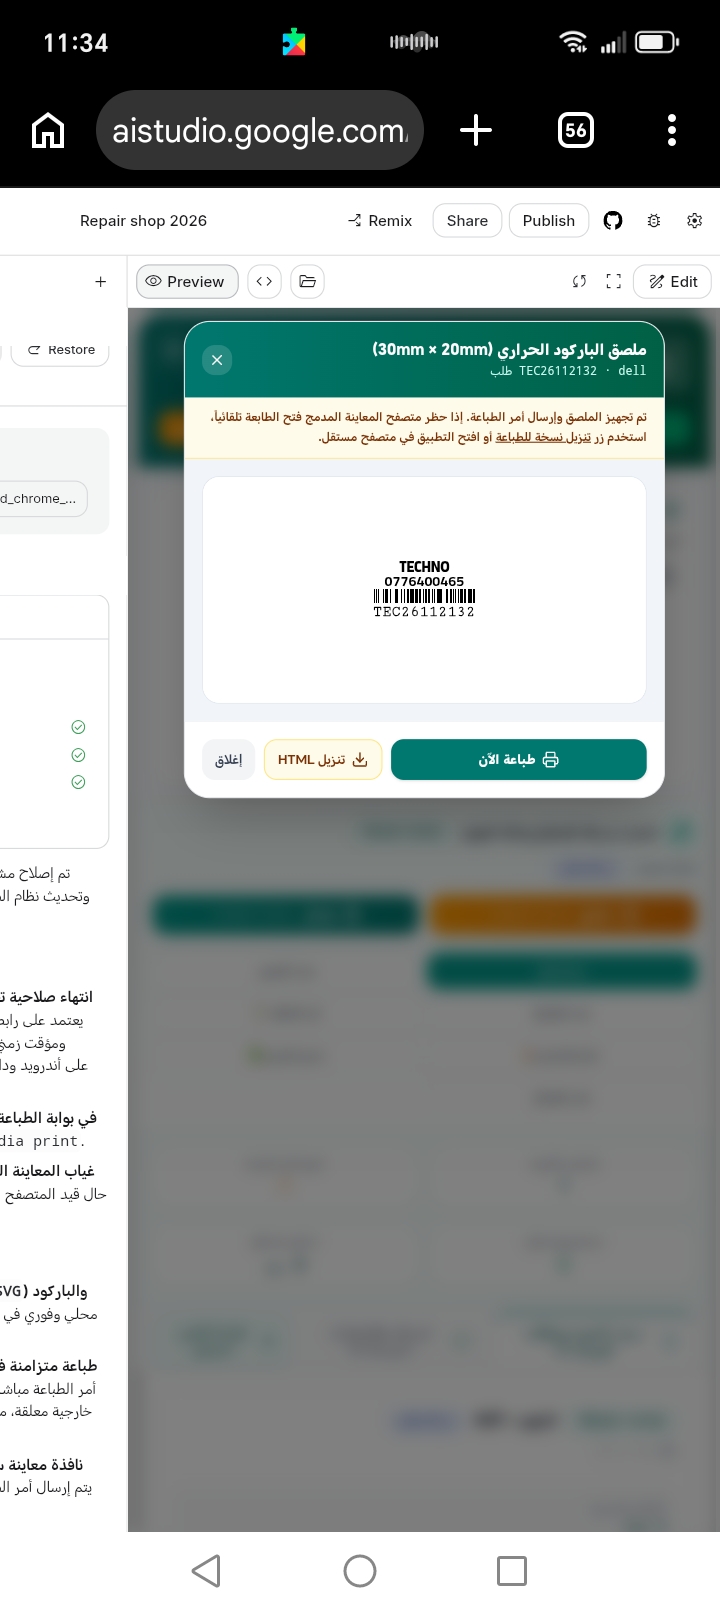 11:34
aistudio.google.com/
56
Repair shop 2026
Remix
Share
Publish
Preview
Edit
Restore
d_chrome_...
ملصق الباركود الحراري (30mm × 20mm)
طلب TEC26112132 · dell
تم تجهيز الملصق وإرسال أمر الطباعة. إذا حظر متصفح المعاينة المدمج فتح الطابعة تلقائياً،
استخدم زر تنزيل نسخة للطباعة أو افتح التطبيق في متصفح مستقل.
TECHNO
0776400465
TEC26112132
طباعة الآن
تنزيل HTML
إغلاق
تم إصلاح
وتحديث نظام
انتهاء صلاحية
يعتمد على
ومؤقت
على أندرويد
في بوابة الطباعة
dia print.
غياب المعاينة
حال قيد المتصفح
والباركود (SVG
محلي وفوري في
طباعة متزامنة
أمر الطباعة
خارجية معلقة،
نافذة معاينة
يتم إرسال أمر